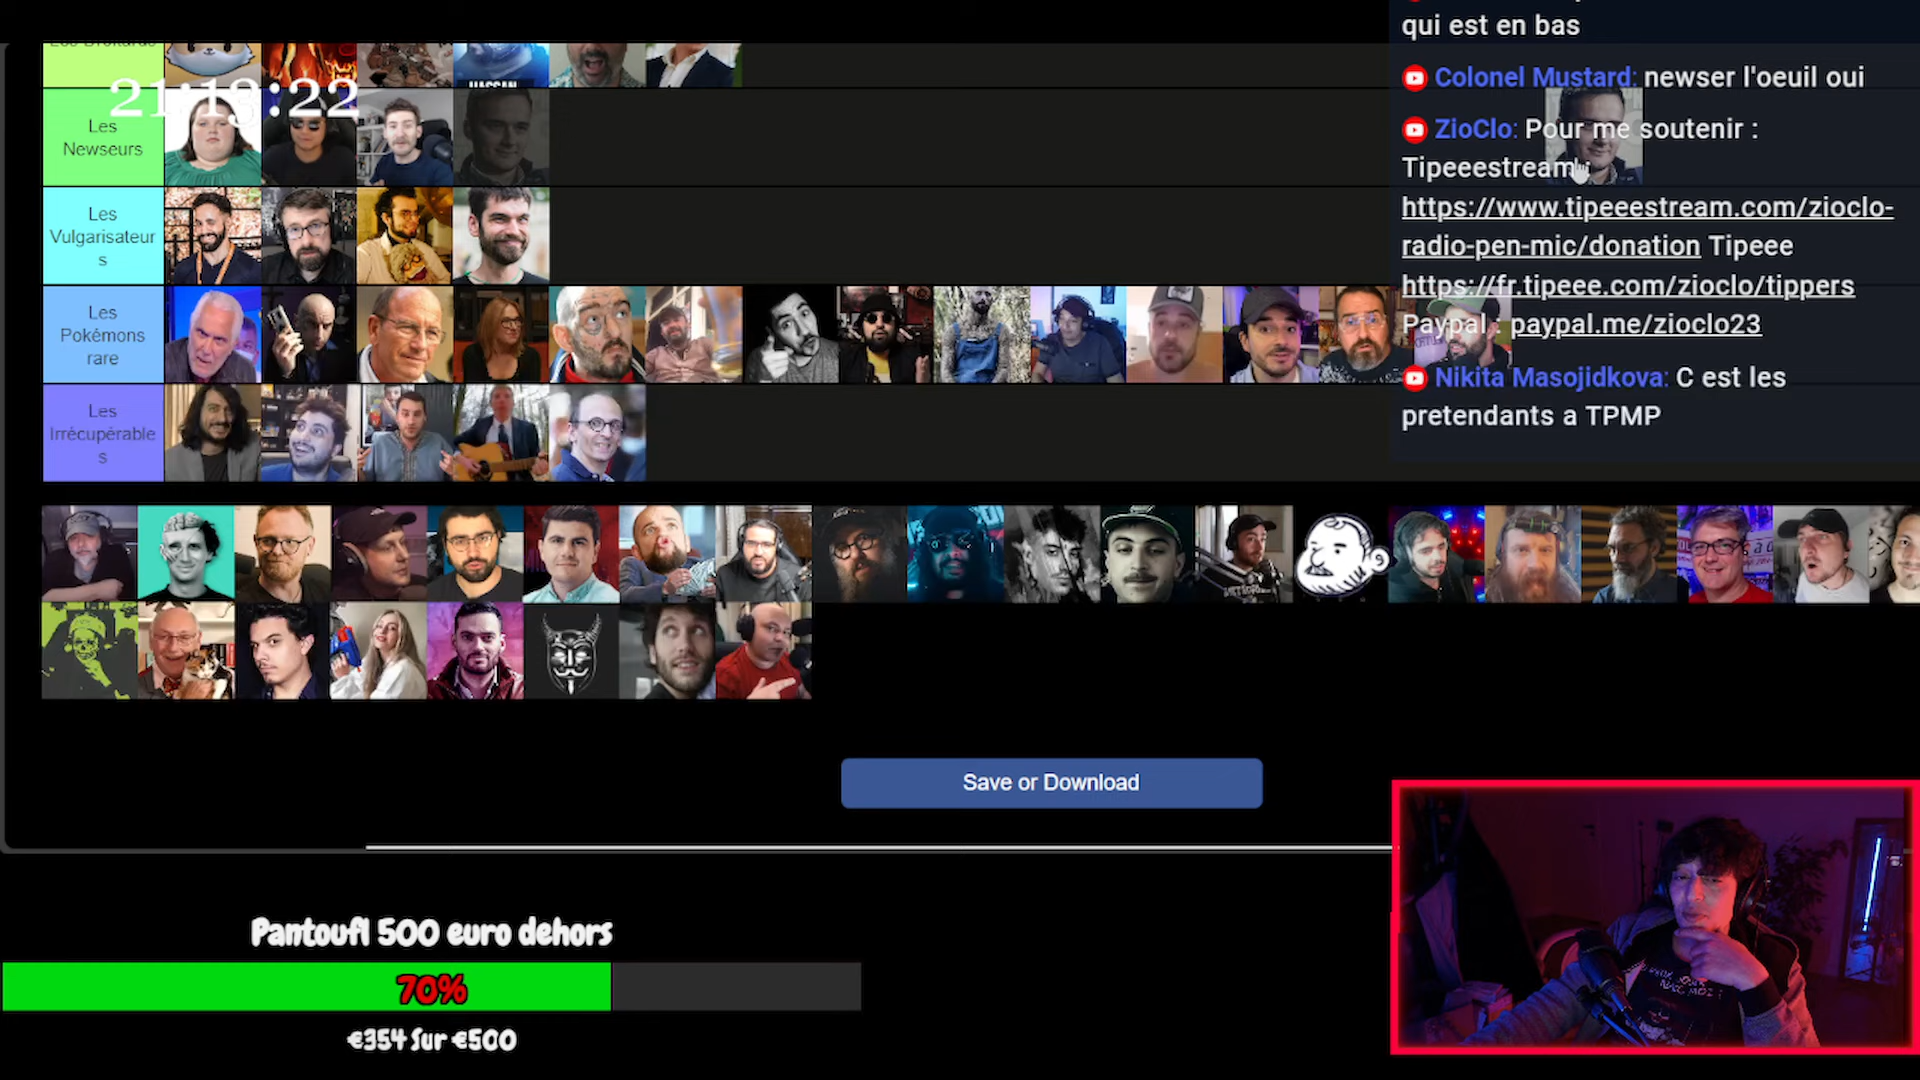 qui est en bas
Colonel Mustard: newser l'oeuil oui
ZioClo: Pour me soutenir :
Tipeeestream :
https://www.tipeeestream.com/zioclo-
radio-pen-mic/donation Tipeee
https://fr.tipeee.com/zioclo/tippers
Paypal : paypal.me/zioclo23
Nikita Masojidkova: C est les
pretendants a TPMP
21:13:22
HASSAN
Les
Newseurs
Les
Vulgarisateur
s
Les
Pokémons
rare
Les
Irrécupérable
s
Save or Download
Pantoufl 500 euro dehors
70%
€354 Sur €500